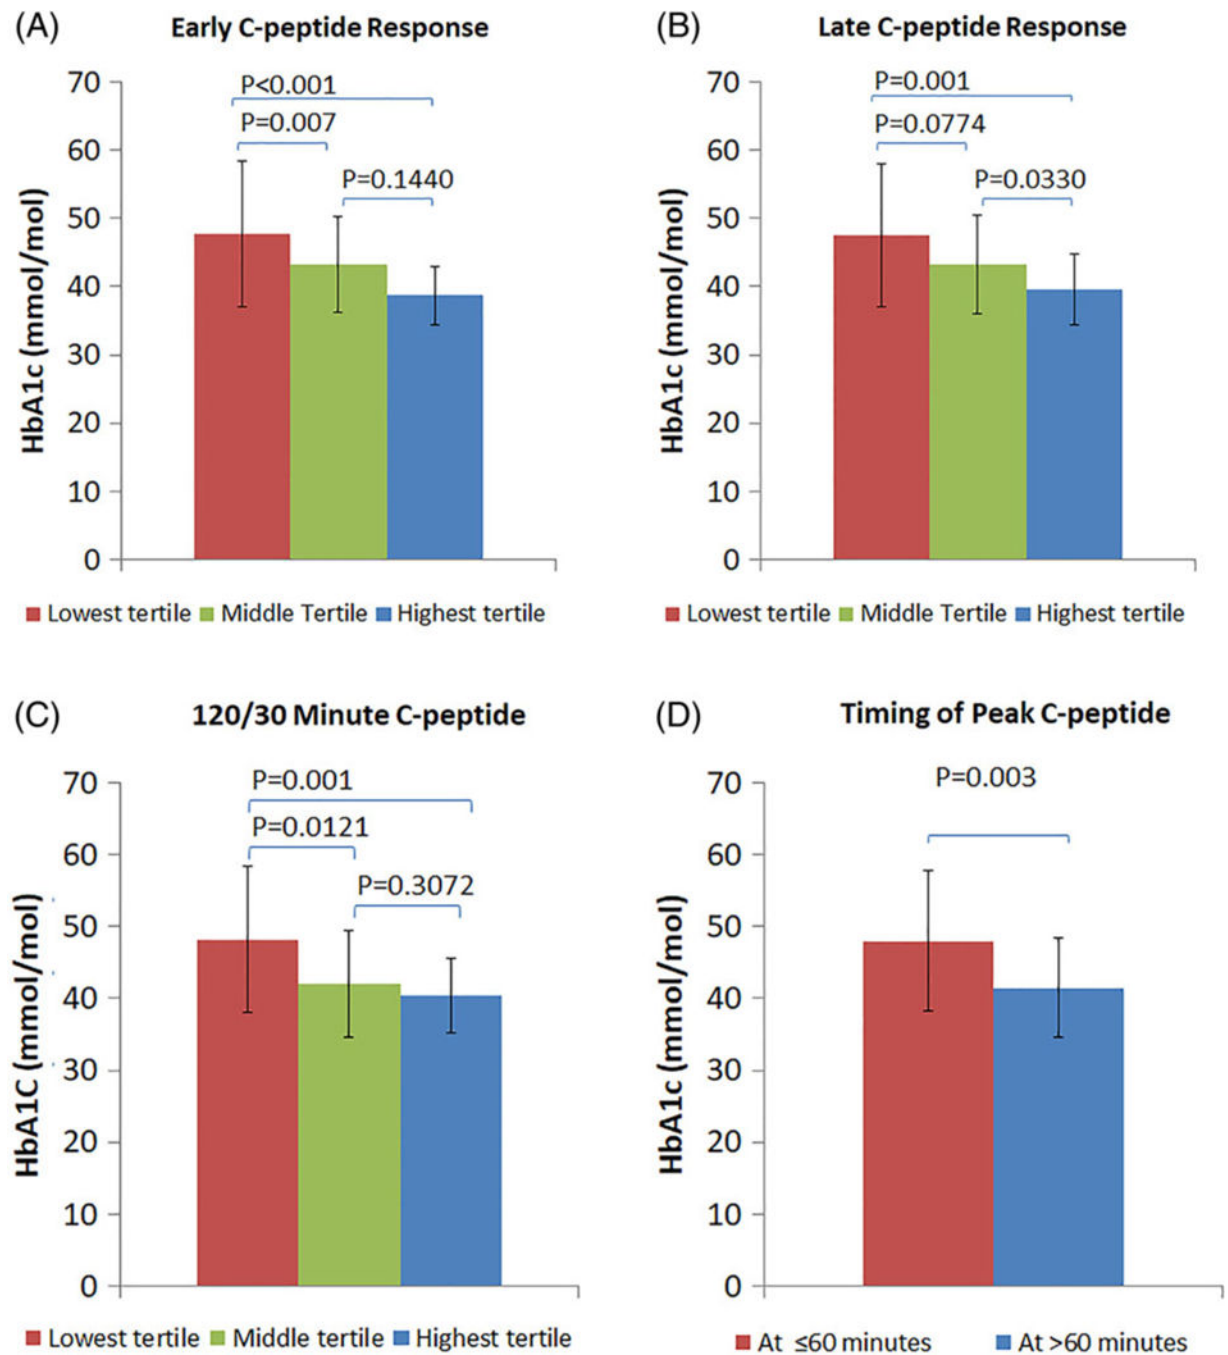 (A) Early C-peptide Response
70
60
50
40
30
20
10
0
HbA1c (mmol/mol)
P<0.001
P=0.007
P=0.1440
Lowest tertile Middle Tertile Highest tertile
(B) Late C-peptide Response
70
60
50
40
30
20
10
0
HbA1c (mmol/mol)
P=0.001
P=0.0774
P=0.0330
Lowest tertile Middle Tertile Highest tertile
(C) 120/30 Minute C-peptide
70
60
50
40
30
20
10
0
HbA1C (mmol/mol)
P=0.001
P=0.0121
P=0.3072
Lowest tertile Middle tertile Highest tertile
(D) Timing of Peak C-peptide
70
60
50
40
30
20
10
0
HbA1c (mmol/mol)
P=0.003
At ≤60 minutes At >60 minutes